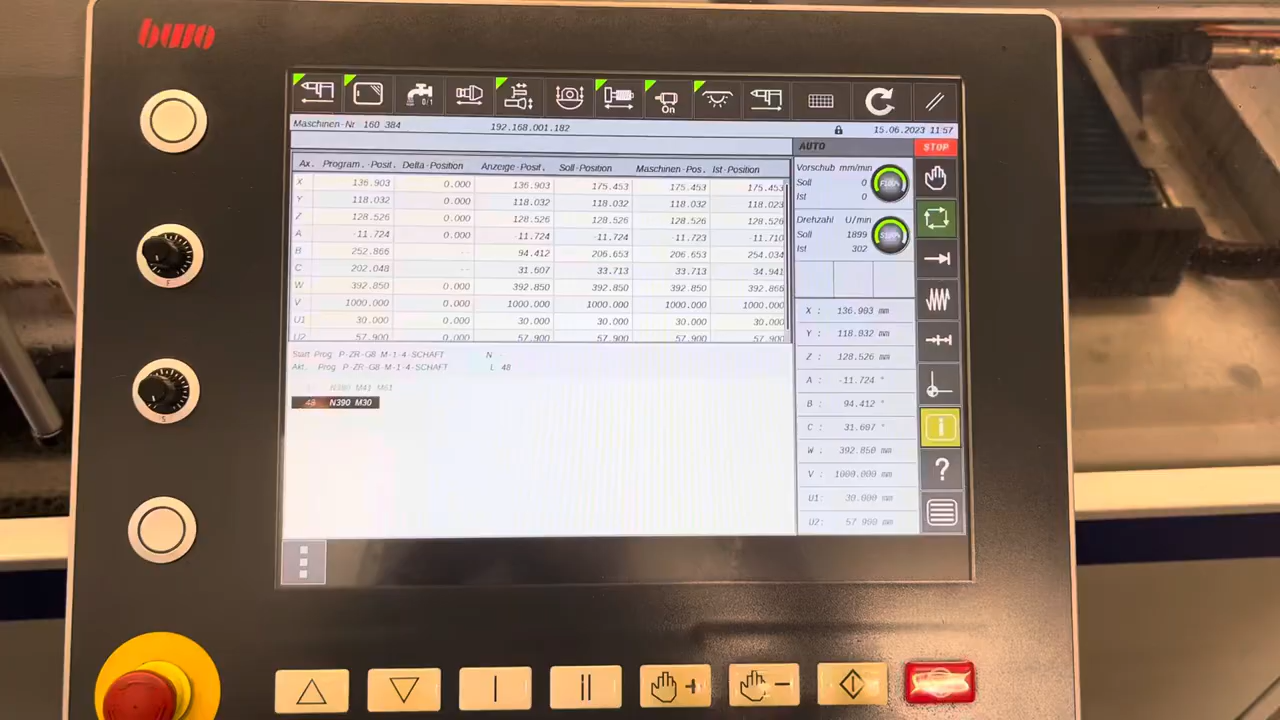 buo
0/1
On
Maschinen-Nr 160 384 192.168.001.182 15.06.2023 11:57
AUTO STOP
Ax. Program.-Posit. Delta-Position Anzeige-Posit. Soll-Position Maschinen-Pos. Ist-Position
X 136.903 0.000 136.903 175.453 175.453 175.453
Y 118.032 0.000 118.032 118.032 118.032 118.023
Z 128.526 0.000 128.526 128.526 128.526 128.526
A -11.724 0.000 -11.724 -11.724 -11.723 -11.710
B 252.866 -- 94.412 206.653 206.653 254.034
C 202.048 -- 31.607 33.713 33.713 34.941
W 392.850 0.000 392.850 392.850 392.850 392.866
V 1000.000 0.000 1000.000 1000.000 1000.000 1000.000
U1 30.000 0.000 30.000 30.000 30.000 30.000
U2 57.900 0.000 57.900 57.900 57.900 57.900
Vorschub mm/min
Soll 0
Ist 0
Drehzahl U/min
Soll 1899
Ist 302
X : 136.903 mm
Y : 118.032 mm
Z : 128.526 mm
A : -11.724 °
B : 94.412 °
C : 31.607 °
W : 392.850 mm
V : 1000.000 mm
U1: 30.000 mm
U2: 57.900 mm
Start Prog P-ZR-G8 M-1-4-SCHAFT N -
Akt. Prog P-ZR-G8 M-1-4-SCHAFT L 48
N380 M41 M61
48 N390 M30
i
?